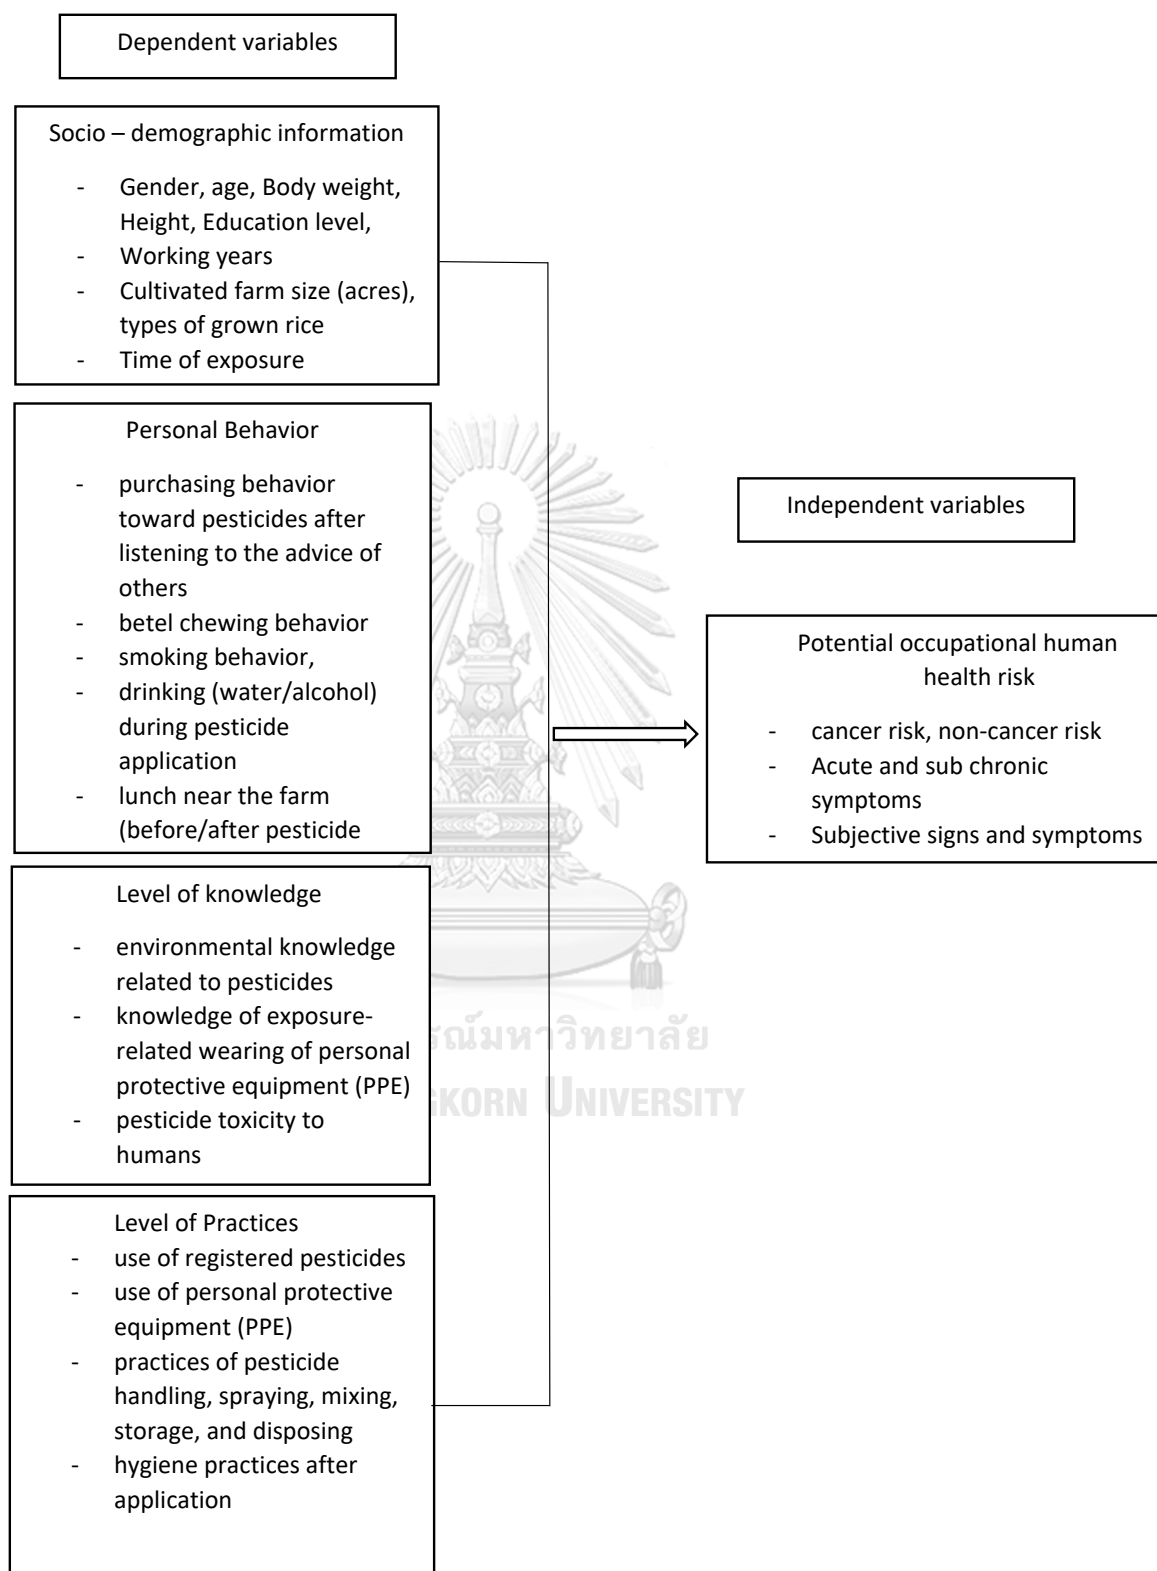 Dependent variables
Socio – demographic information
- Gender, age, Body weight,
Height, Education level,
- Working years
- Cultivated farm size (acres),
types of grown rice
- Time of exposure
Personal Behavior
- purchasing behavior
toward pesticides after
listening to the advice of
others
- betel chewing behavior
- smoking behavior,
- drinking (water/alcohol)
during pesticide
application
- lunch near the farm
(before/after pesticide
Level of knowledge
- environmental knowledge
related to pesticides
- knowledge of exposure-
related wearing of personal
protective equipment (PPE)
- pesticide toxicity to
humans
Level of Practices
- use of registered pesticides
- use of personal protective
equipment (PPE)
- practices of pesticide
handling, spraying, mixing,
storage, and disposing
- hygiene practices after
application
Independent variables
Potential occupational human
health risk
- cancer risk, non-cancer risk
- Acute and sub chronic
symptoms
- Subjective signs and symptoms
รณ์มหาวิทยาลัย
GKORN UNIVERSITY